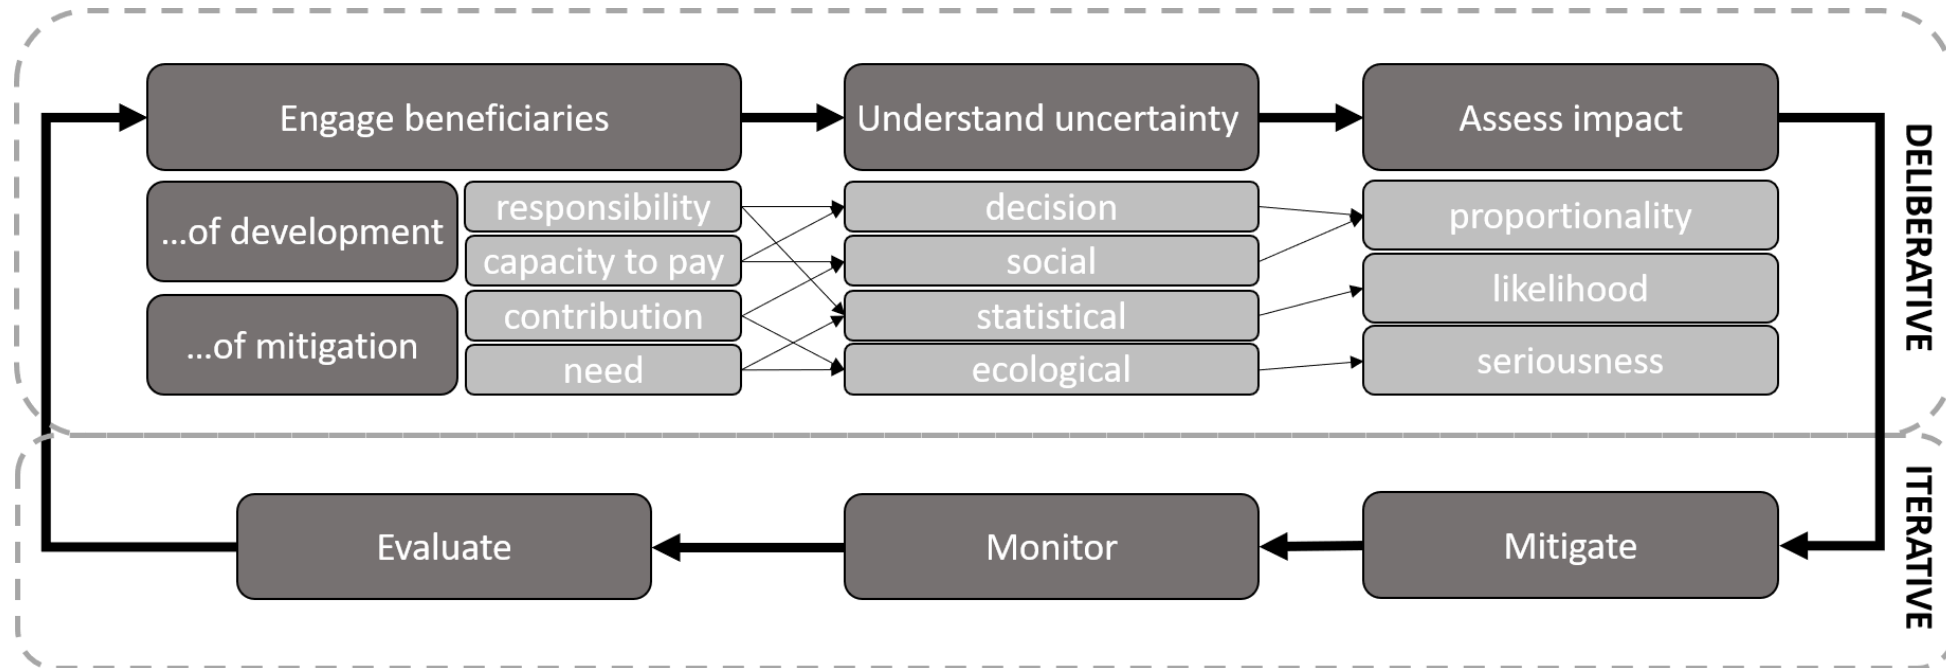 Engage beneficiaries
Understand uncertainty
Assess impact
...of development
...of mitigation
responsibility
capacity to pay
contribution
need
decision
social
statistical
ecological
proportionality
likelihood
seriousness
DELIBERATIVE
Evaluate
Monitor
Mitigate
ITERATIVE